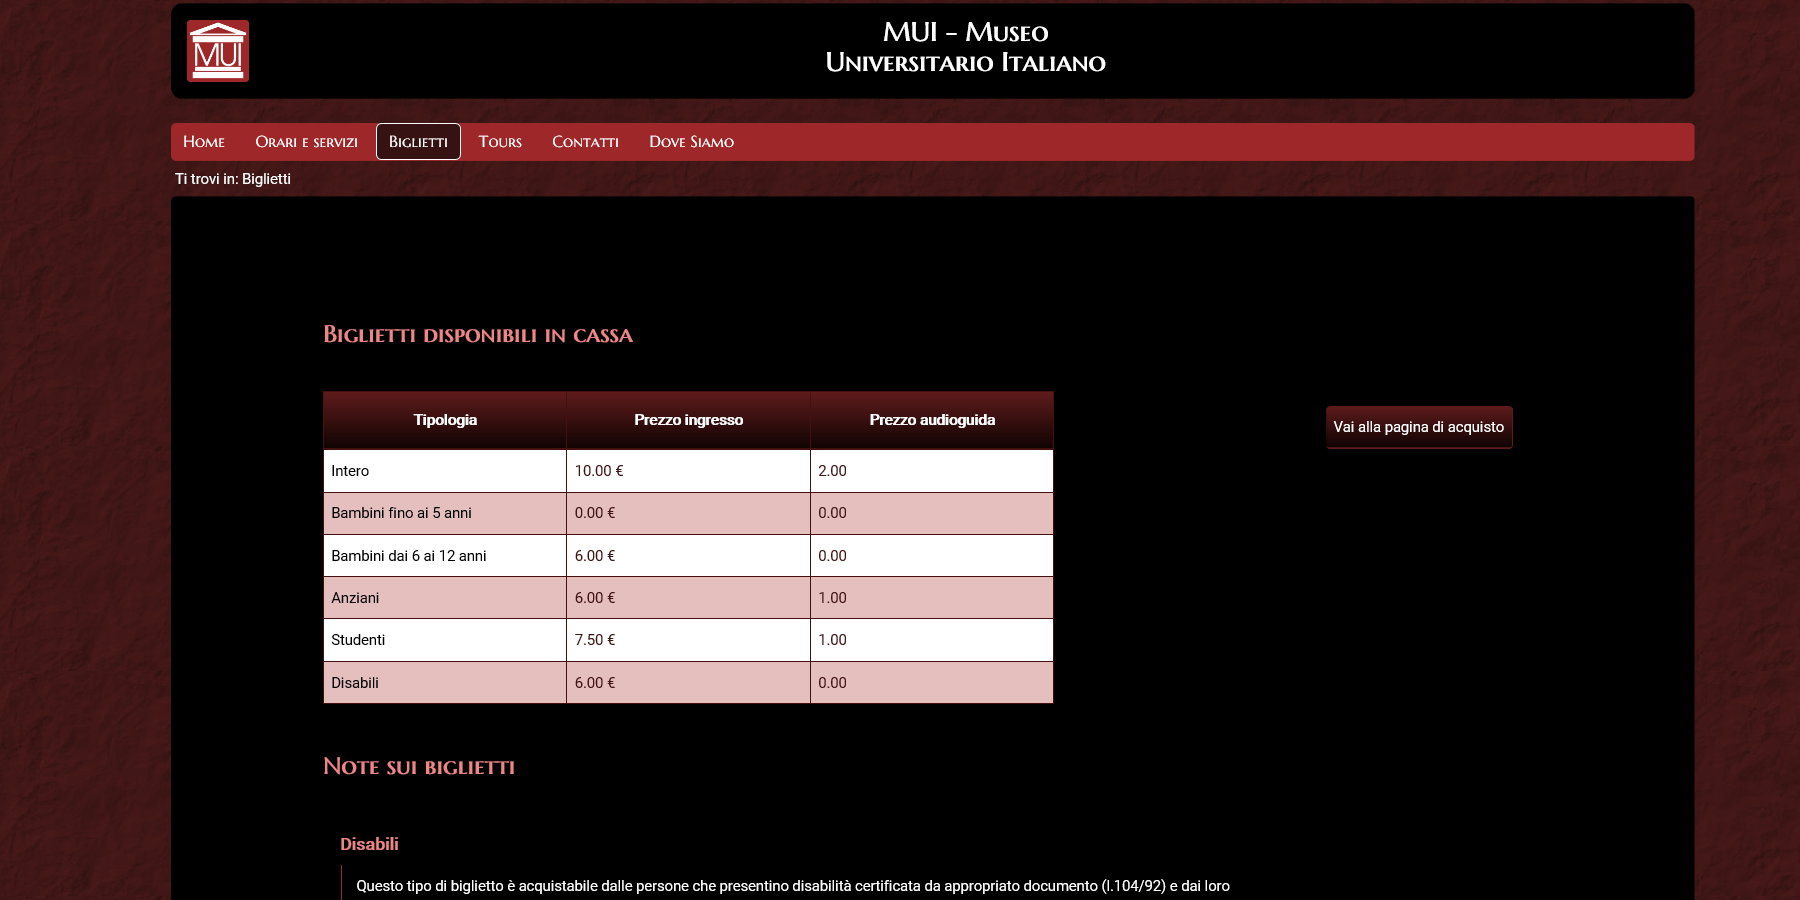 MUI
MUI - Museo
Universitario Italiano
Home Orari e servizi Biglietti Tours Contatti Dove Siamo
Ti trovi in: Biglietti
Biglietti disponibili in cassa
Tipologia Prezzo ingresso Prezzo audioguida
Intero 10.00 € 2.00
Bambini fino ai 5 anni 0.00 € 0.00
Bambini dai 6 ai 12 anni 6.00 € 0.00
Anziani 6.00 € 1.00
Studenti 7.50 € 1.00
Disabili 6.00 € 0.00
Vai alla pagina di acquisto
Note sui biglietti
Disabili
Questo tipo di biglietto è acquistabile dalle persone che presentino disabilità certificata da appropriato documento (l.104/92) e dai loro